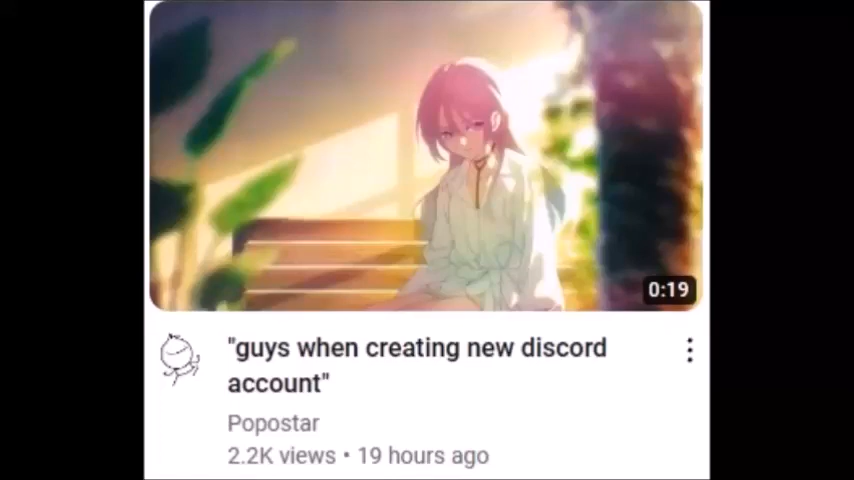 0:19
"guys when creating new discord
account"
Popostar
2.2K views • 19 hours ago